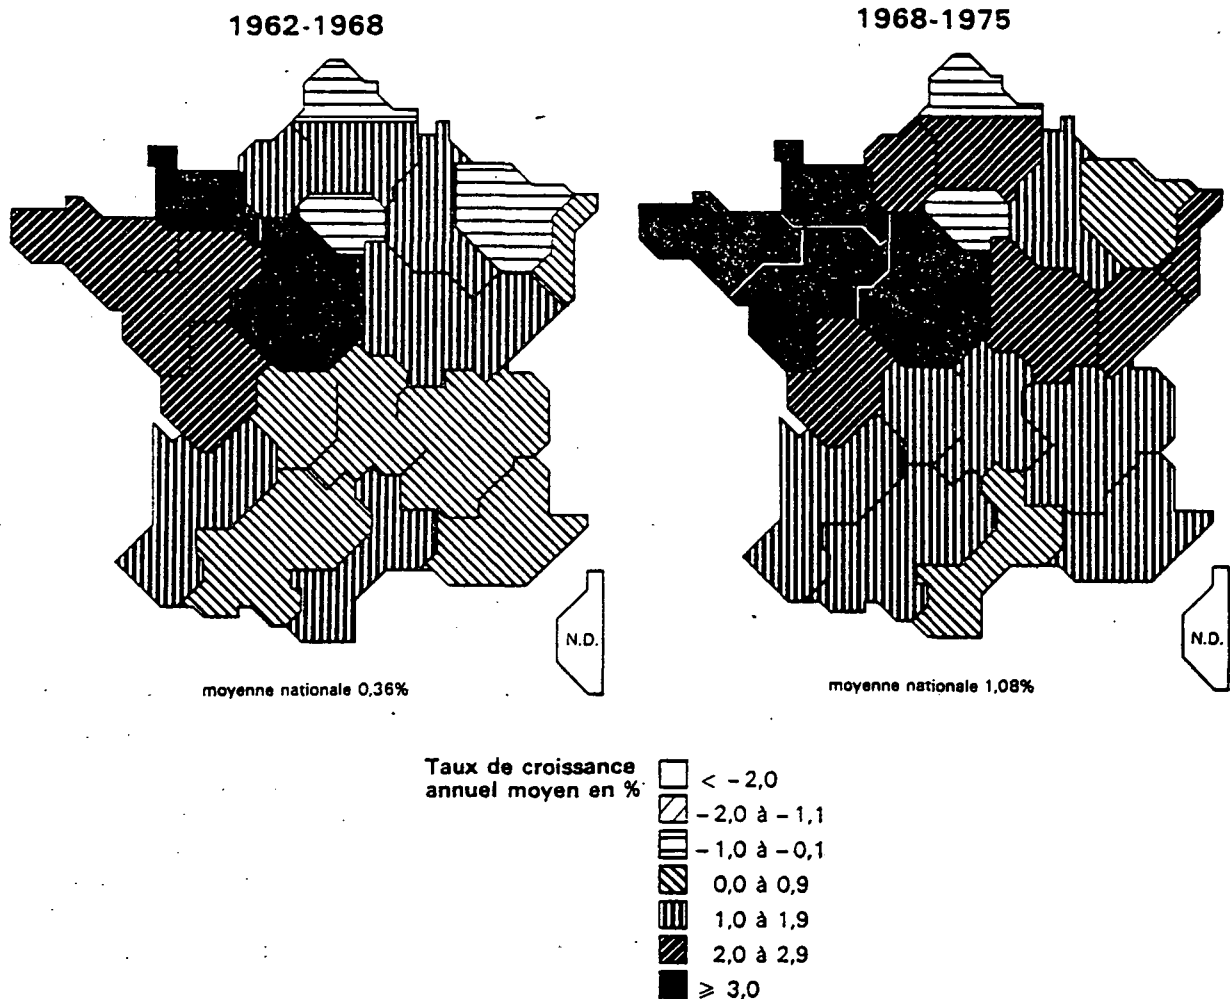 1962-1968
1968-1975
N.D.
N.D.
moyenne nationale 0,36%
moyenne nationale 1,08%
Taux de croissance
annuel moyen en %
< -2,0
-2,0 à -1,1
-1,0 à -0,1
0,0 à 0,9
1,0 à 1,9
2,0 à 2,9
⩾ 3,0